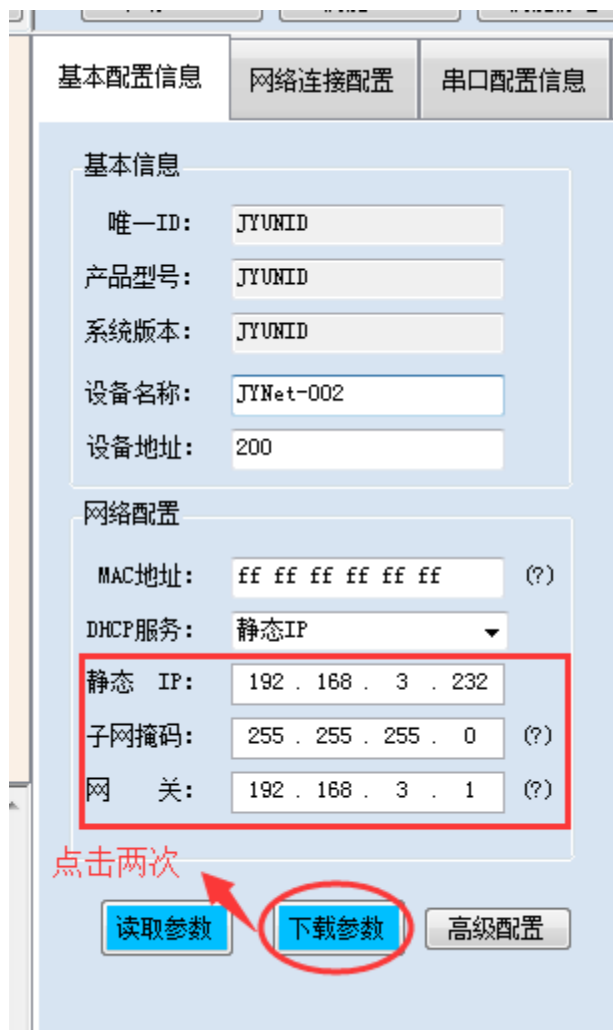 基本配置信息 网络连接配置 串口配置信息
基本信息
唯一ID: JYUNID
产品型号: JYUNID
系统版本: JYUNID
设备名称: JYNet-002
设备地址: 200
网络配置
MAC地址: ff ff ff ff ff ff (?)
DHCP服务: 静态IP
静态 IP: 192 . 168 . 3 . 232
子网掩码: 255 . 255 . 255 . 0 (?)
网 关: 192 . 168 . 3 . 1 (?)
点击两次
读取参数 下载参数 高级配置